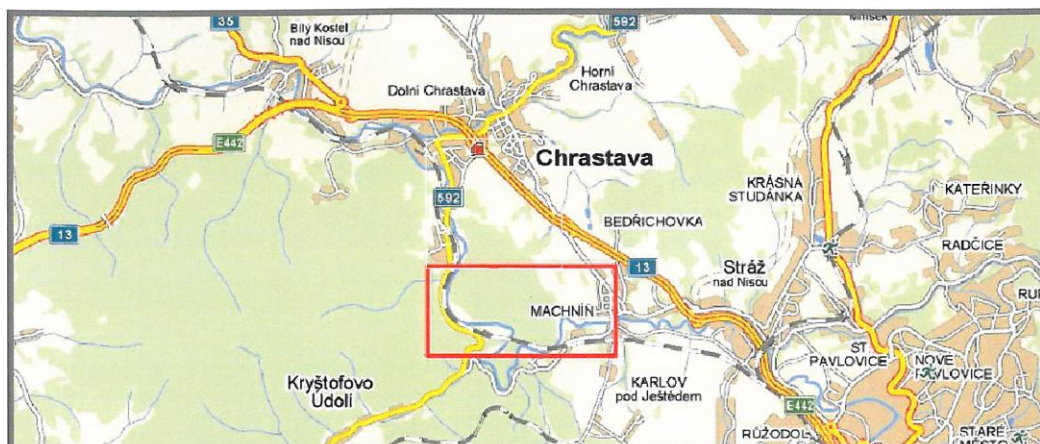 35
592
Bílý Kostel
nad Nisou
Dolní Chrastava
Horní
Chrastava
E442
Chrastava
KRÁSNÁ
STUDÁNKA
KATEŘINKY
592
BEDŘICHOVKA
RADČICE
13
13
Stráž
nad Nisou
MACHNÍN
ST.
PAVLOVICE
NOVÉ
PAVLOVICE
Kryštofovo
Údolí
KARLOV
pod Ještědem
E442
RŮŽODOL
STARÉ